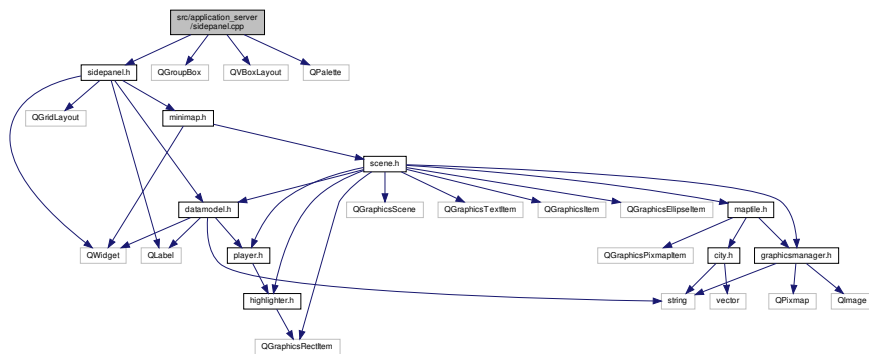 src/application_server
/sidepanel.cpp
sidepanel.h
QGroupBox
QVBoxLayout
QPalette
QGridLayout
minimap.h
scene.h
datamodel.h
QGraphicsScene
QGraphicsTextItem
QGraphicsItem
QGraphicsEllipseItem
maptile.h
QWidget
QLabel
player.h
QGraphicsPixmapItem
city.h
graphicsmanager.h
highlighter.h
string
vector
QPixmap
QImage
QGraphicsRectItem